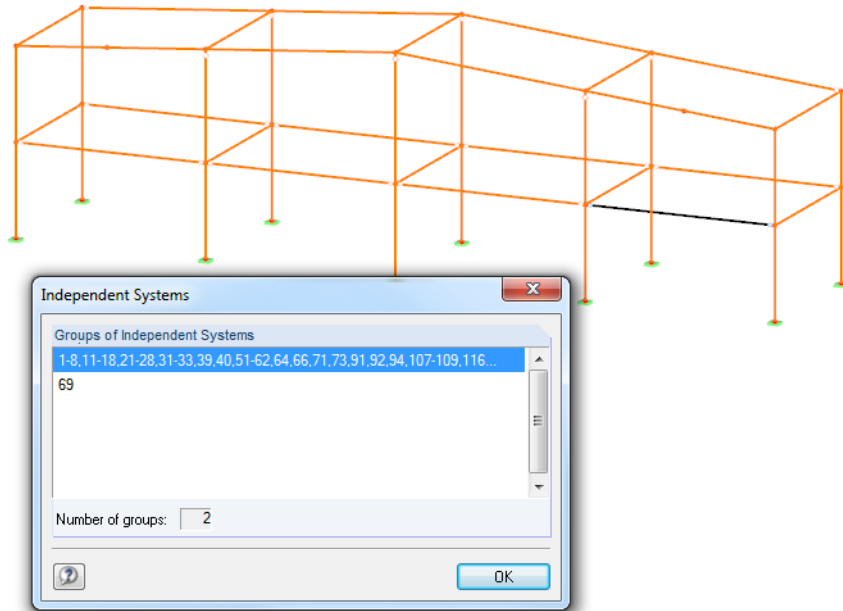 Independent Systems
Groups of Independent Systems
1-8,11-18,21-28,31-33,39,40,51-62,64,66,71,73,91,92,94,107-109,116...
69
Number of groups: 2
OK